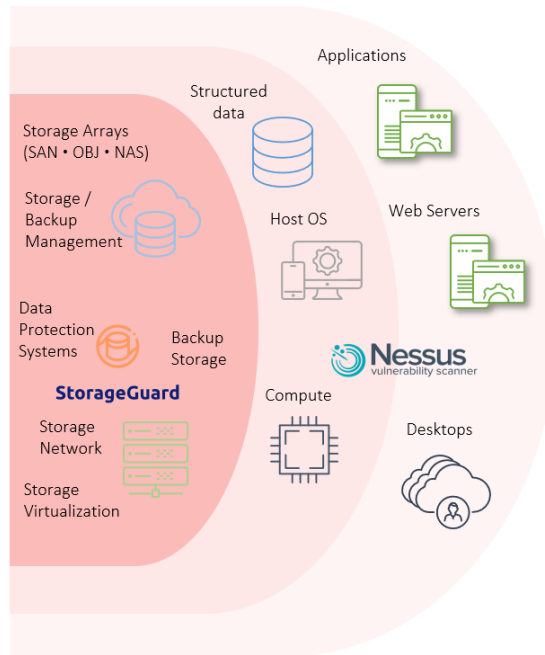 Applications
Structured
data
Storage Arrays
(SAN • OBJ • NAS)
Storage /
Backup
Management
Host OS
Web Servers
Data
Protection
Systems
Backup
Storage
Nessus
vulnerability scanner
StorageGuard
Compute
Storage
Network
Desktops
Storage
Virtualization